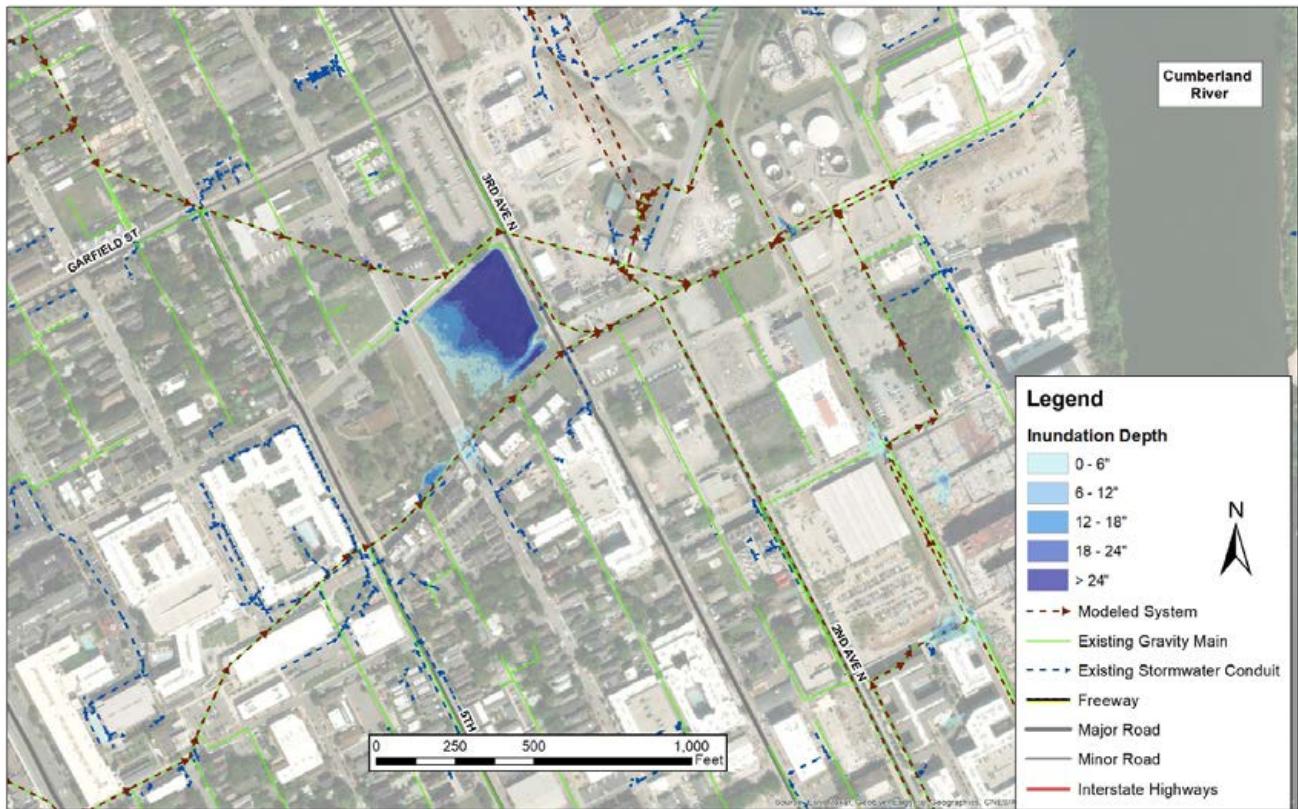 Cumberland
River
3RD AVE N
GARFIELD ST
2ND AVE N
5TH
Legend
Inundation Depth
0 - 6"
6 - 12"
12 - 18"
18 - 24"
> 24"
N
Modeled System
Existing Gravity Main
Existing Stormwater Conduit
Freeway
Major Road
Minor Road
Interstate Highways
0 250 500 1,000
Feet